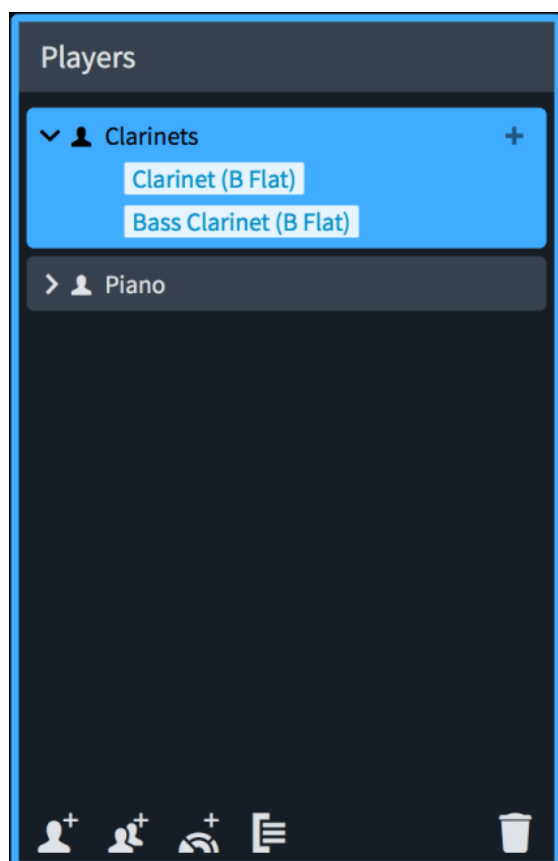 Players
Clarinets
Clarinet (B Flat)
Bass Clarinet (B Flat)
Piano